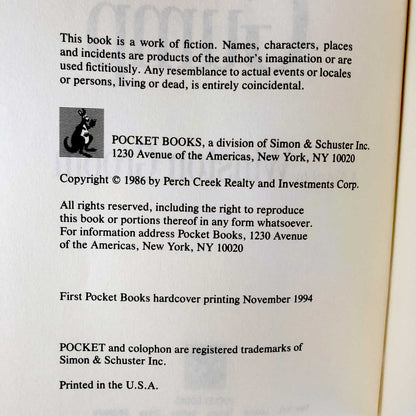 This book is a work of fiction. Names, characters, places
and incidents are products of the author's imagination or are
used fictitiously. Any resemblance to actual events or locales
or persons, living or dead, is entirely coincidental.
POCKET BOOKS, a division of Simon & Schuster Inc.
1230 Avenue of the Americas, New York, NY 10020
Copyright © 1986 by Perch Creek Realty and Investments Corp.
All rights reserved, including the right to reproduce
this book or portions thereof in any form whatsoever.
For information address Pocket Books, 1230 Avenue
of the Americas, New York, NY 10020
First Pocket Books hardcover printing November 1994
POCKET and colophon are registered trademarks of
Simon & Schuster Inc.
Printed in the U.S.A.